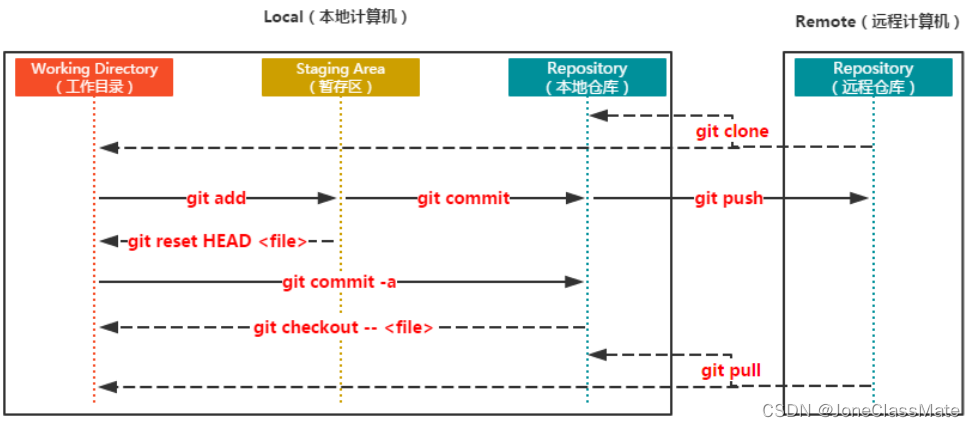 Local（本地计算机）
Remote（远程计算机）
Working Directory
（工作目录）
Staging Area
（暂存区）
Repository
（本地仓库）
Repository
（远程仓库）
git clone
git add
git commit
git push
git reset HEAD <file>
git commit -a
git checkout -- <file>
git pull
CSDN @JoneClassMate